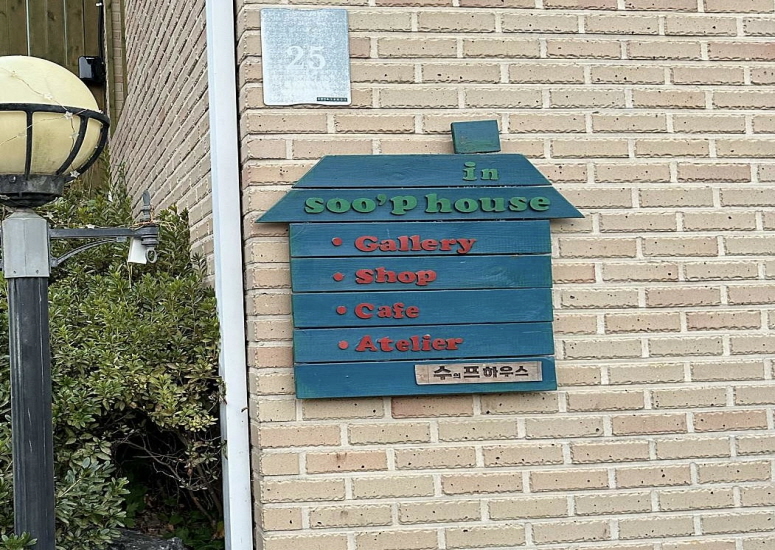 25
in
soo'p house
• Gallery
• Shop
• Cafe
• Atelier
수의프하우스